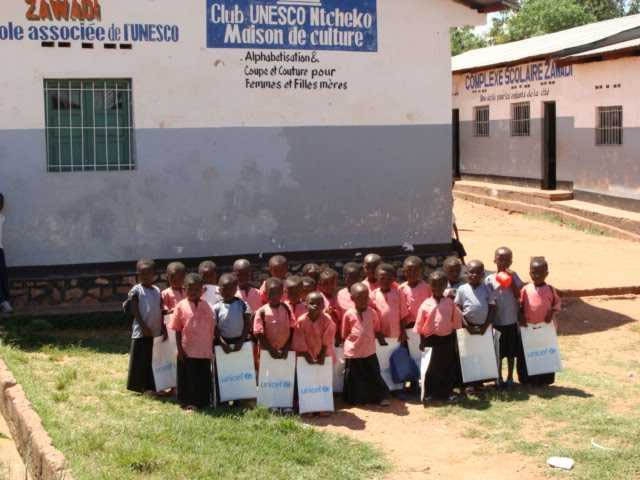 ZAWADI
ole associée de l'UNESCO
Club UNESCO Ntcheko
Maison de culture
Alphabétisation &
Coupe et Couture pour
Femmes et Filles mères
COMPLEXE SCOLAIRE ZAWADI
unicef
unicef
unicef
unicef
unicef